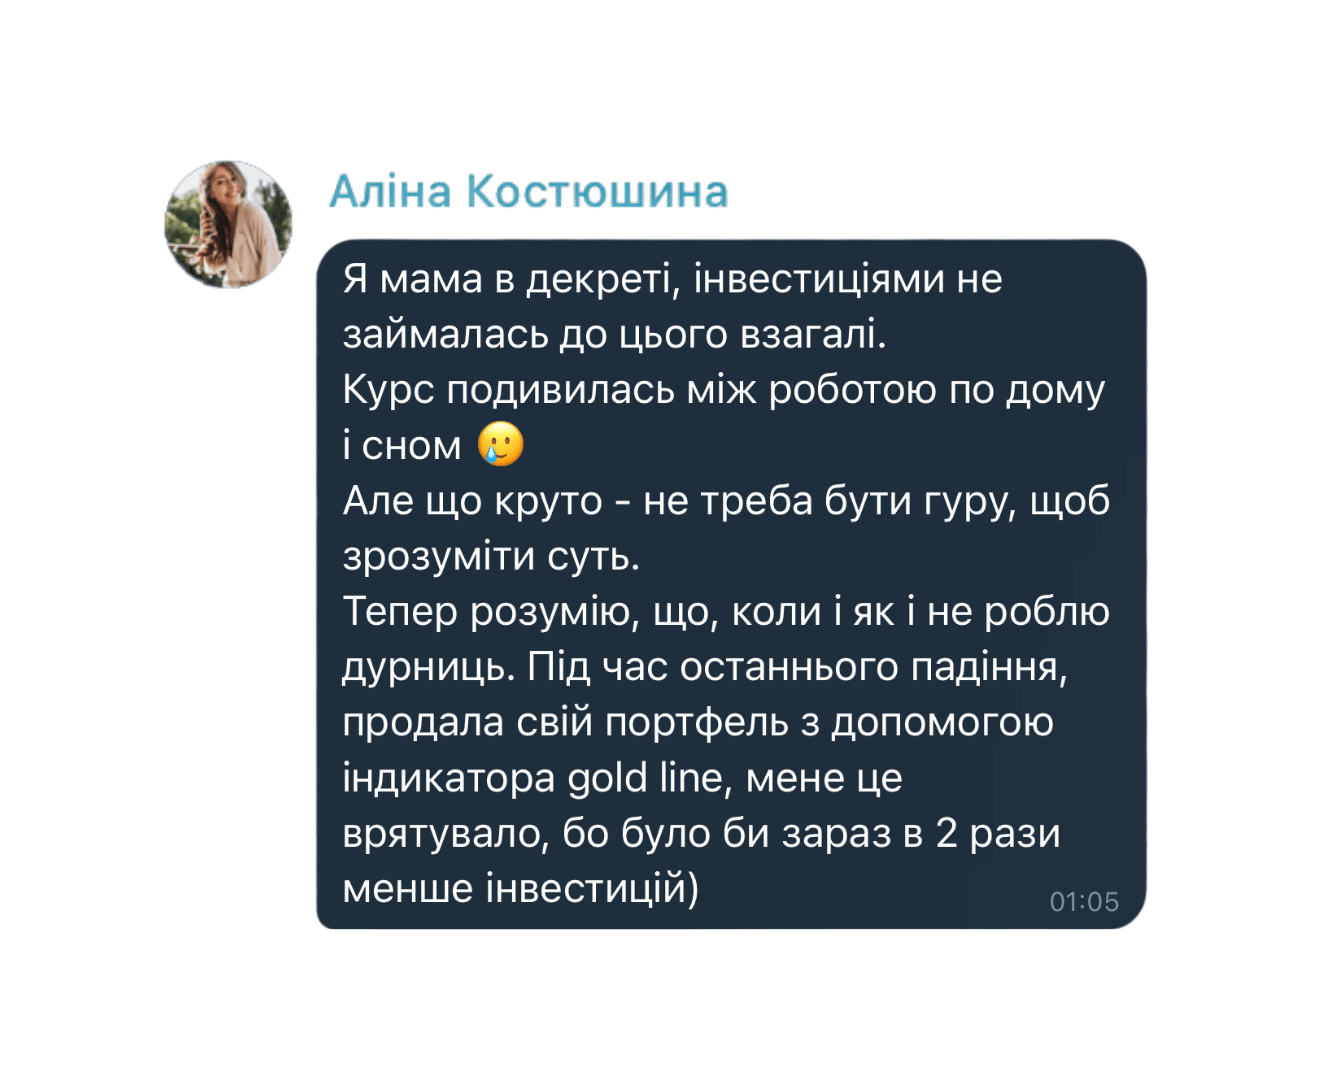 Аліна Костюшина
Я мама в декреті, інвестиціями не
займалась до цього взагалі.
Курс подивилась між роботою по дому
і сном 🥲
Але що круто - не треба бути гуру, щоб
зрозуміти суть.
Тепер розумію, що, коли і як і не роблю
дурниць. Під час останнього падіння,
продала свій портфель з допомогою
індикатора gold line, мене це
врятувало, бо було би зараз в 2 рази
менше інвестицій)
01:05